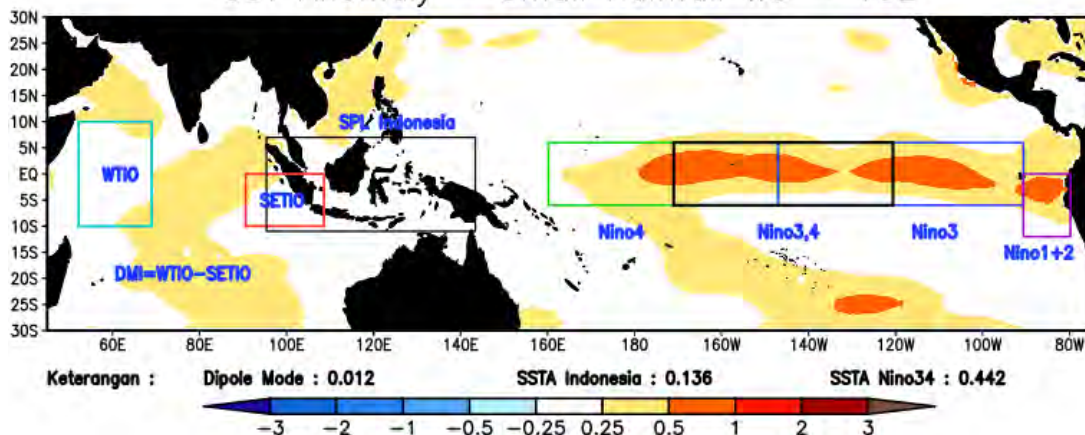 30N
25N
20N
15N
10N
5N
EQ
5S
10S
15S
20S
25S
30S
SPL Indonesia
WTIO
SETIO
Nino4
Nino3,4
Nino3
Nino1+2
DMI=WTIO-SETIO
60E 80E 100E 120E 140E 160E 180 160W 140W 120W 100W 80W
Keterangan : Dipole Mode : 0.012 SSTA Indonesia : 0.136 SSTA Nino34 : 0.442
-3 -2 -1 -0.5 -0.25 0.25 0.5 1 2 3